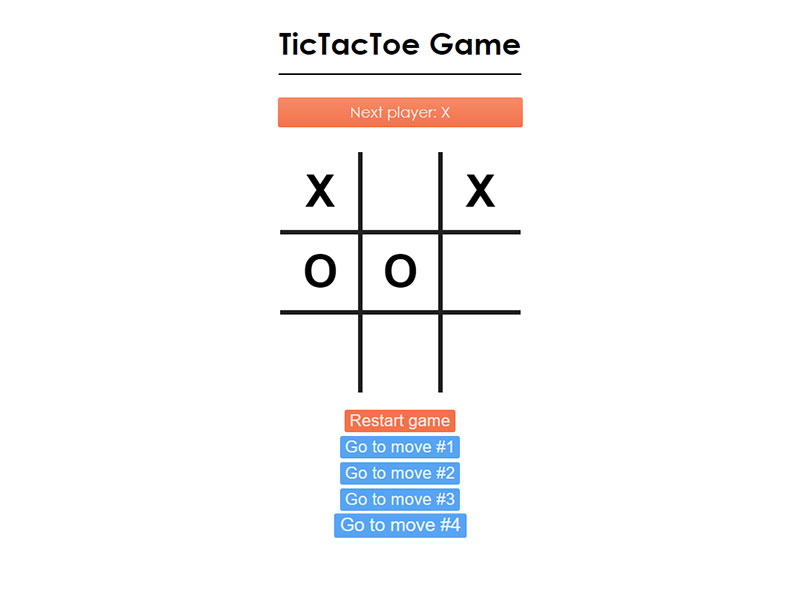 TicTacToe Game
Next player: X
X X
O O
Restart game
Go to move #1
Go to move #2
Go to move #3
Go to move #4